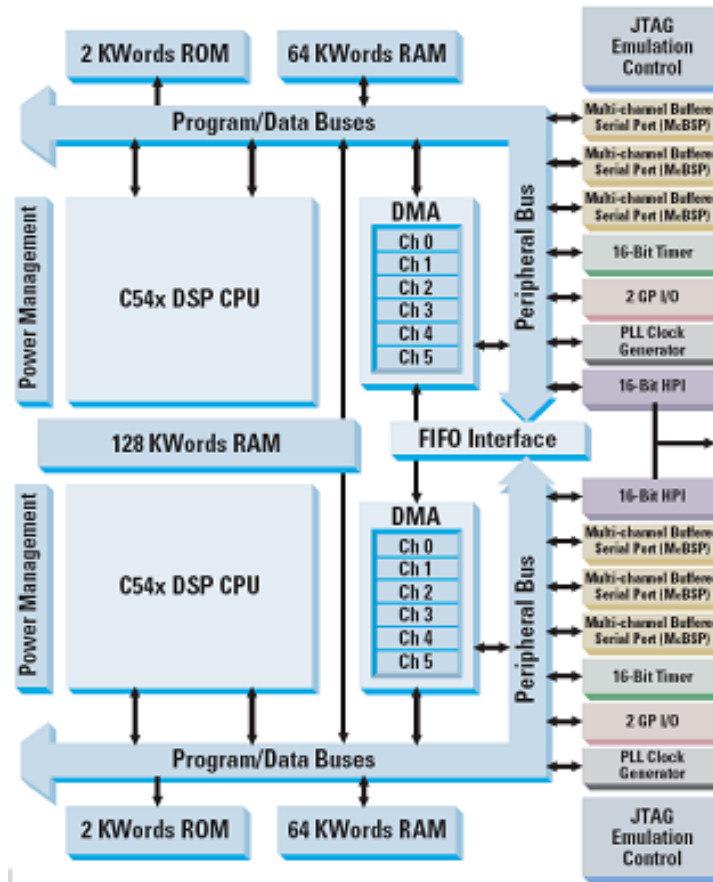 2 KWords ROM
64 KWords RAM
JTAG
Emulation
Control
Program/Data Buses
Multi-channel Buffered
Serial Port (McBSP)
Multi-channel Buffered
Serial Port (McBSP)
Multi-channel Buffered
Serial Port (McBSP)
16-Bit Timer
2 GP I/O
PLL Clock
Generator
16-Bit HPI
Power Management
C54x DSP CPU
DMA
Ch 0
Ch 1
Ch 2
Ch 3
Ch 4
Ch 5
Peripheral Bus
128 KWords RAM
FIFO Interface
Power Management
C54x DSP CPU
DMA
Ch 0
Ch 1
Ch 2
Ch 3
Ch 4
Ch 5
Peripheral Bus
16-Bit HPI
Multi-channel Buffered
Serial Port (McBSP)
Multi-channel Buffered
Serial Port (McBSP)
Multi-channel Buffered
Serial Port (McBSP)
16-Bit Timer
2 GP I/O
PLL Clock
Generator
Program/Data Buses
2 KWords ROM
64 KWords RAM
JTAG
Emulation
Control